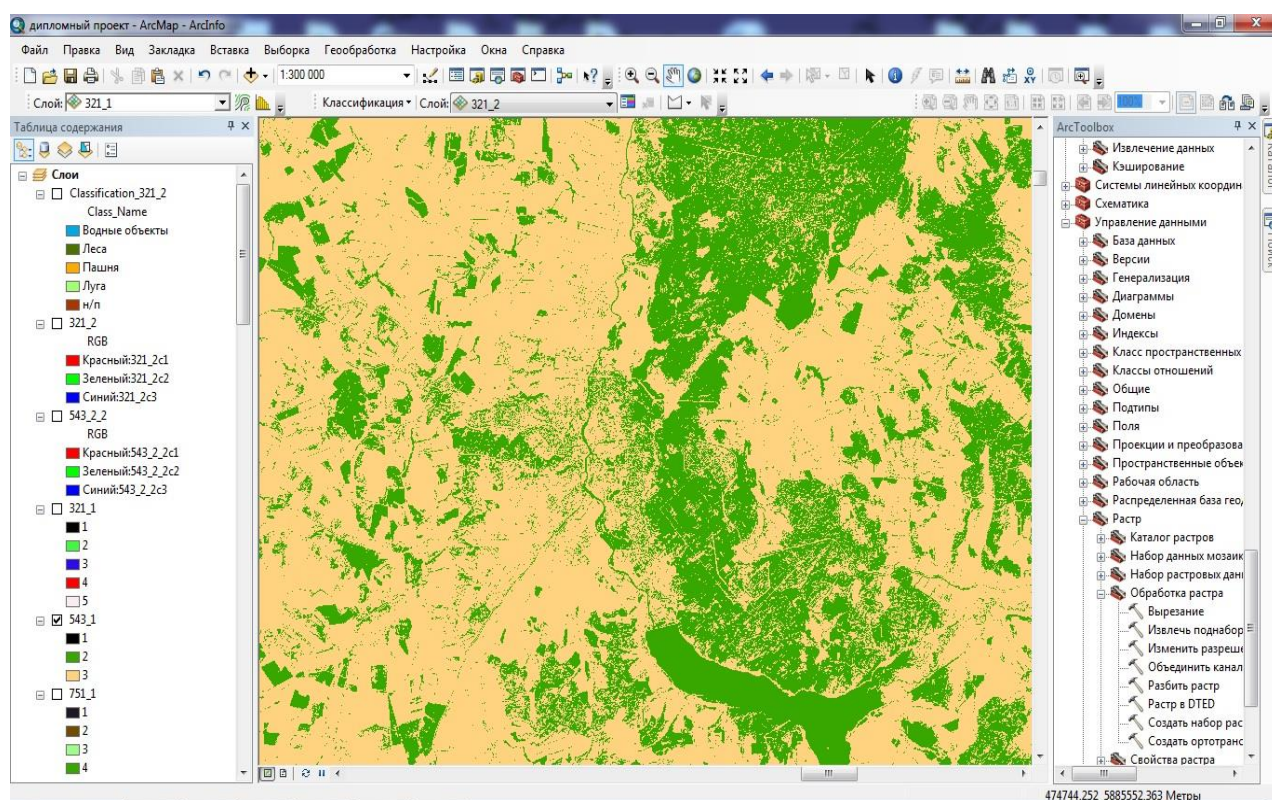 дипломный проект - ArcMap - ArcInfo
Файл Правка Вид Закладка Вставка Выборка Геообработка Настройка Окна Справка
1:300 000
Слой: 321_1
Классификация Слой: 321_2
100%
Таблица содержания
Слои
Classification_321_2
Class_Name
Водные объекты
Леса
Пашня
Луга
н/п
321_2
RGB
Красный:321_2c1
Зеленый:321_2c2
Синий:321_2c3
543_2_2
RGB
Красный:543_2_2c1
Зеленый:543_2_2c2
Синий:543_2_2c3
321_1
1
2
3
4
5
543_1
1
2
3
751_1
1
2
3
4
ArcToolbox
Извлечение данных
Кэширование
Системы линейных координ
Схематика
Управление данными
База данных
Версии
Генерализация
Диаграммы
Домены
Индексы
Класс пространственных
Классы отношений
Общие
Подтипы
Поля
Проекции и преобразова
Пространственные объек
Рабочая область
Распределенная база гео
Растр
Каталог растров
Набор данных мозаик
Набор растровых дан
Обработка растра
Вырезание
Извлечь поднабор
Изменить разреше
Объединить канал
Разбить растр
Растр в DTED
Создать набор рас
Создать ортотранс
Свойства растра
474744,252 5885552,363 Метры